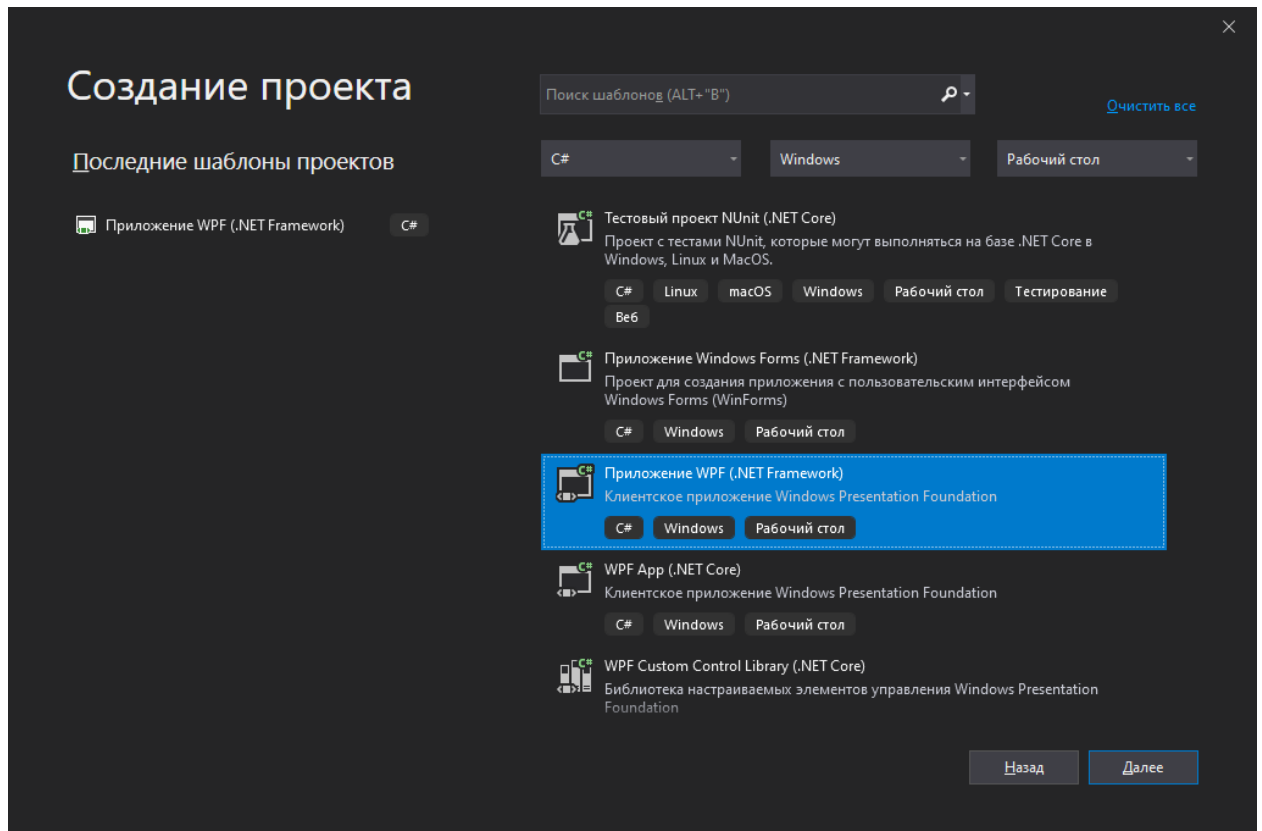 Создание проекта
Поиск шаблонов (ALT+"В")
Очистить все
Последние шаблоны проектов
C#
Windows
Рабочий стол
Приложение WPF (.NET Framework)
C#
C#
Тестовый проект NUnit (.NET Core)
Проект с тестами NUnit, которые могут выполняться на базе .NET Core в
Windows, Linux и MacOS.
C# Linux macOS Windows Рабочий стол Тестирование
Веб
C#
Приложение Windows Forms (.NET Framework)
Проект для создания приложения с пользовательским интерфейсом
Windows Forms (WinForms)
C# Windows Рабочий стол
C#
Приложение WPF (.NET Framework)
Клиентское приложение Windows Presentation Foundation
C# Windows Рабочий стол
C#
WPF App (.NET Core)
Клиентское приложение Windows Presentation Foundation
C# Windows Рабочий стол
C#
WPF Custom Control Library (.NET Core)
Библиотека настраиваемых элементов управления Windows Presentation
Foundation
Назад
Далее